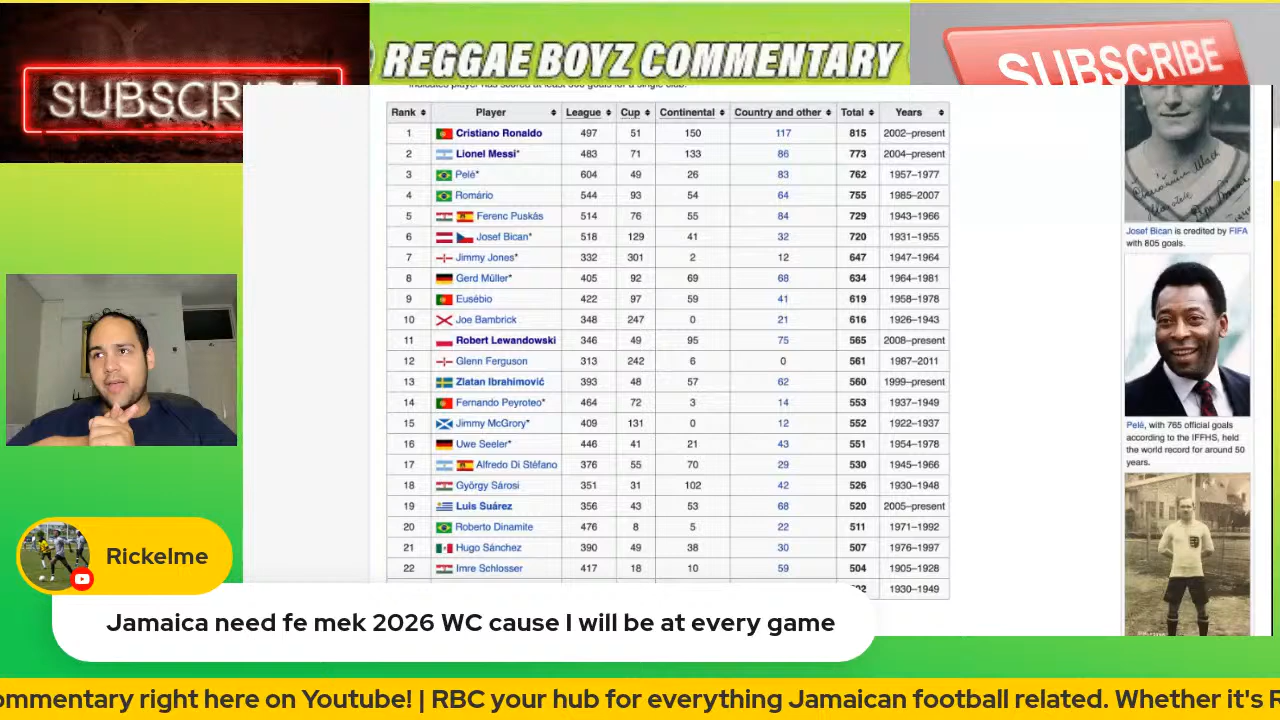 SUBSCR
REGGAE BOYZ COMMENTARY
SUBSCRIBE
Rank Player League Cup Continental Country and other Total Years
1 Cristiano Ronaldo 497 51 150 117 815 2002–present
2 Lionel Messi* 483 71 133 86 773 2004–present
3 Pelé* 604 49 26 83 762 1957–1977
4 Romário 544 93 54 64 755 1985–2007
5 Ferenc Puskás 514 76 55 84 729 1943–1966
6 Josef Bican* 518 129 41 32 720 1931–1955
7 Jimmy Jones* 332 301 2 12 647 1947–1964
8 Gerd Müller* 405 92 69 68 634 1964–1981
9 Eusébio 422 97 59 41 619 1958–1978
10 Joe Bambrick 348 247 0 21 616 1926–1943
11 Robert Lewandowski 346 49 95 75 565 2008–present
12 Glenn Ferguson 313 242 6 0 561 1987–2011
13 Zlatan Ibrahimović 393 48 57 62 560 1999–present
14 Fernando Peyroteo* 464 72 3 14 553 1937–1949
15 Jimmy McGrory* 409 131 0 12 552 1922–1937
16 Uwe Seeler* 446 41 21 43 551 1954–1978
17 Alfredo Di Stéfano 376 55 70 29 530 1945–1966
18 György Sárosi 351 31 102 42 526 1930–1948
19 Luis Suárez 356 43 53 68 520 2005–present
20 Roberto Dinamite 476 8 5 22 511 1971–1992
21 Hugo Sánchez 390 49 38 30 507 1976–1997
22 Imre Schlosser 417 18 10 59 504 1905–1928
1930–1949
Josef Bican is credited by FIFA
with 805 goals.
Pelé, with 765 official goals
according to the IFFHS, held
the world record for around 50
years.
Rickelme
Jamaica need fe mek 2026 WC cause I will be at every game
ommentary right here on Youtube! | RBC your hub for everything Jamaican football related. Whether it's R